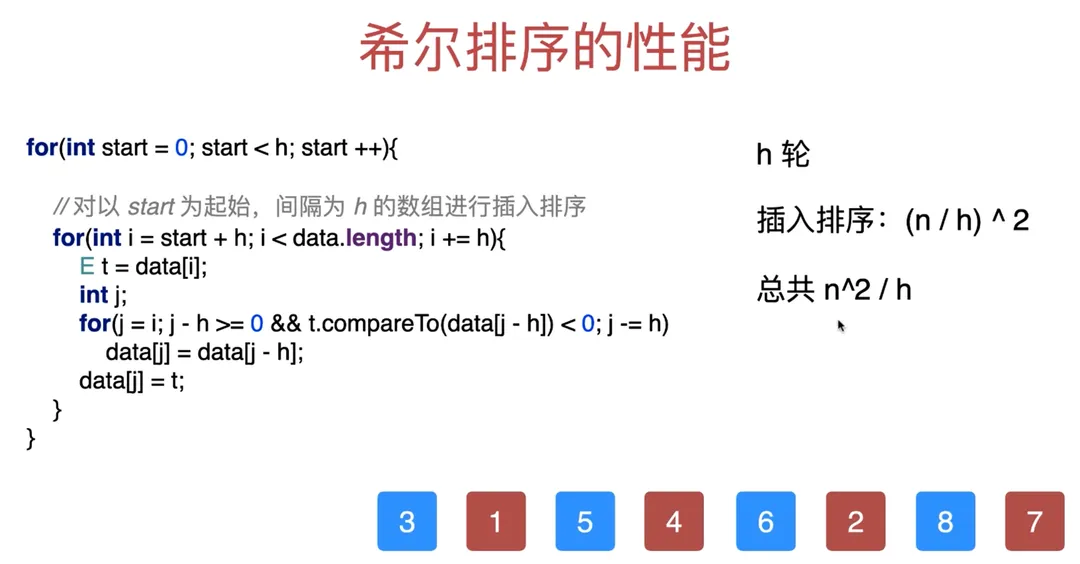 希尔排序的性能
for(int start = 0; start < h; start ++){
// 对以 start 为起始，间隔为 h 的数组进行插入排序
for(int i = start + h; i < data.length; i += h){
E t = data[i];
int j;
for(j = i; j - h >= 0 && t.compareTo(data[j - h]) < 0; j -= h)
data[j] = data[j - h];
data[j] = t;
}
}
h 轮
插入排序：(n / h) ^ 2
总共 n^2 / h
3 1 5 4 6 2 8 7